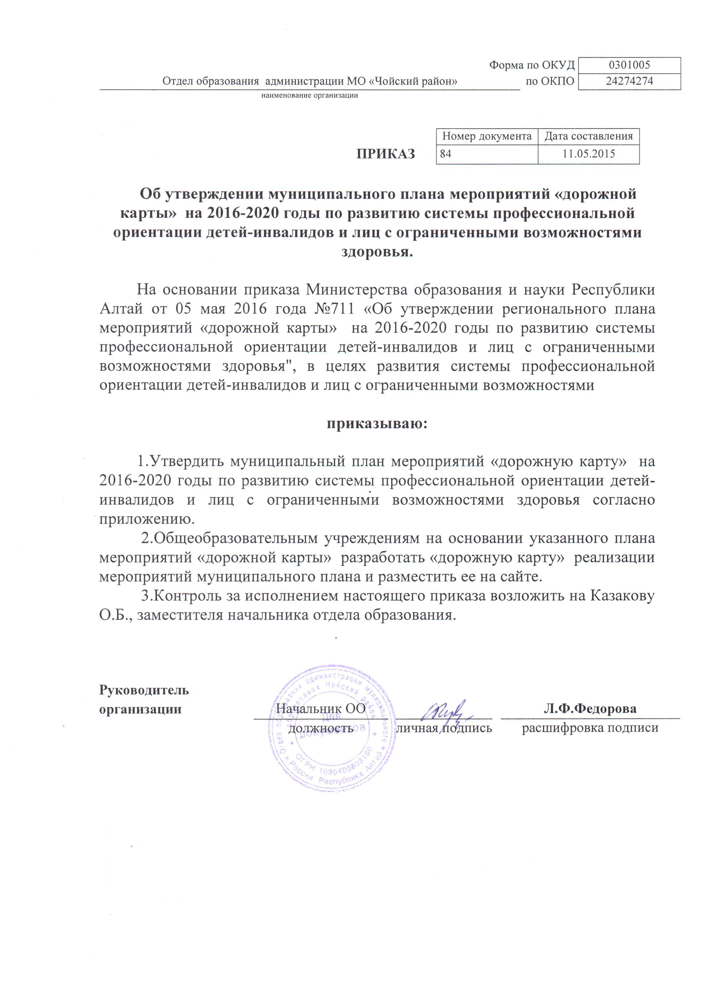 Форма по ОКУД 0301005
Отдел образования администрации МО «Чойский район» по ОКПО 24274274
наименование организации
Номер документа Дата составления
ПРИКАЗ 84 11.05.2015
Об утверждении муниципального плана мероприятий «дорожной
карты» на 2016-2020 годы по развитию системы профессиональной
ориентации детей-инвалидов и лиц с ограниченными возможностями
здоровья.
На основании приказа Министерства образования и науки Республики
Алтай от 05 мая 2016 года №711 «Об утверждении регионального плана
мероприятий «дорожной карты» на 2016-2020 годы по развитию системы
профессиональной ориентации детей-инвалидов и лиц с ограниченными
возможностями здоровья", в целях развития системы профессиональной
ориентации детей-инвалидов и лиц с ограниченными возможностями
приказываю:
1.Утвердить муниципальный план мероприятий «дорожную карту» на
2016-2020 годы по развитию системы профессиональной ориентации детей-
инвалидов и лиц с ограниченными возможностями здоровья согласно
приложению.
2.Общеобразовательным учреждениям на основании указанного плана
мероприятий «дорожной карты» разработать «дорожную карту» реализации
мероприятий муниципального плана и разместить ее на сайте.
3.Контроль за исполнением настоящего приказа возложить на Казакову
О.Б., заместителя начальника отдела образования.
Руководитель
организации Начальник ОО Л.Ф.Федорова
должность личная подпись расшифровка подписи
Отдел образования администрации муниципального
образования Чойский район
Для
документов
ОГРН
Россия Республика Алтай